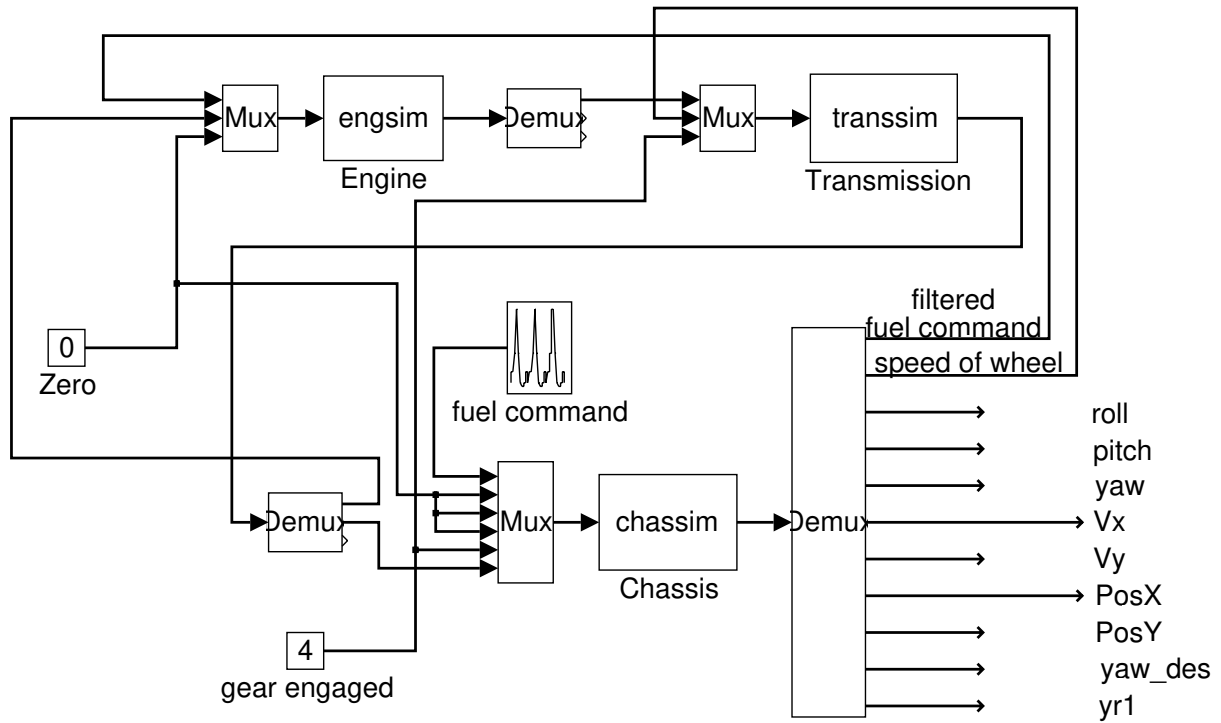 Mux
engsim
Demux
Mux
transsim
Engine
Transmission
filtered
fuel command
0
speed of wheel
Zero
fuel command
roll
pitch
yaw
Demux
Mux
chassim
Demux
Vx
Vy
Chassis
PosX
PosY
4
yaw_des
gear engaged
yr1